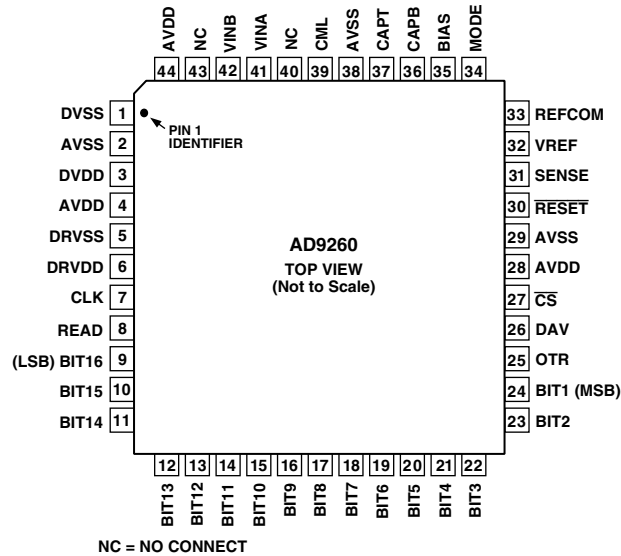 AVDD NC VINB VINA NC CML AVSS CAPT CAPB BIAS MODE
44 43 42 41 40 39 38 37 36 35 34
DVSS 1
AVSS 2
DVDD 3
AVDD 4
DRVSS 5
DRVDD 6
CLK 7
READ 8
(LSB) BIT16 9
BIT15 10
BIT14 11
PIN 1
IDENTIFIER
AD9260
TOP VIEW
(Not to Scale)
33 REFCOM
32 VREF
31 SENSE
30 RESET
29 AVSS
28 AVDD
27 CS
26 DAV
25 OTR
24 BIT1 (MSB)
23 BIT2
12 13 14 15 16 17 18 19 20 21 22
BIT13 BIT12 BIT11 BIT10 BIT9 BIT8 BIT7 BIT6 BIT5 BIT4 BIT3
NC = NO CONNECT